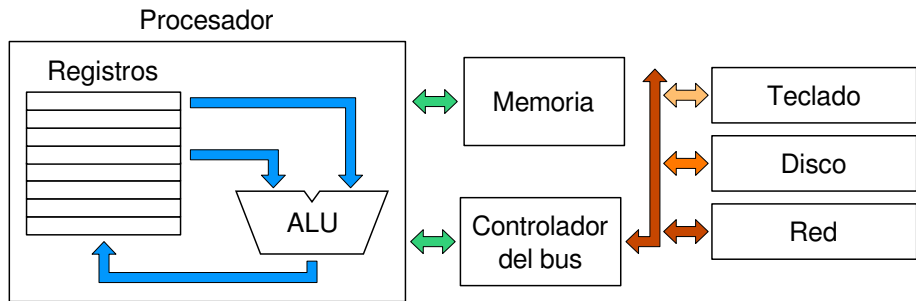 Procesador
Registros
ALU
Memoria
Controlador
del bus
Teclado
Disco
Red